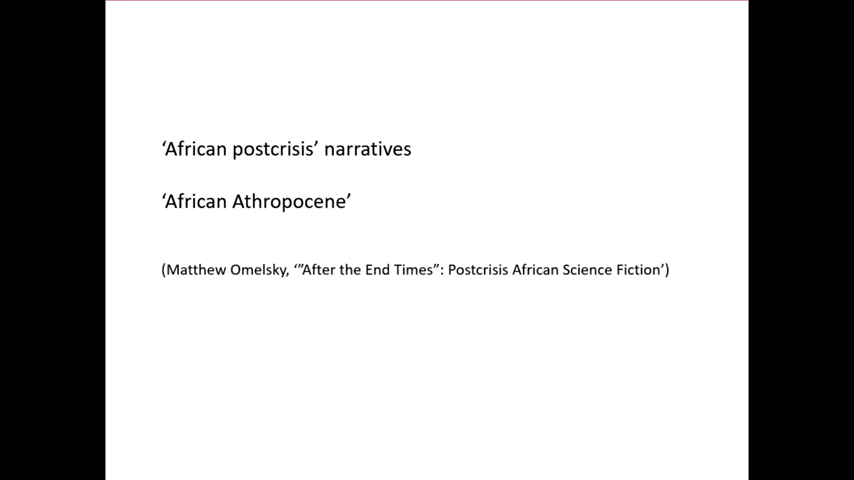 ‘African postcrisis’ narratives
‘African Athropocene’
(Matthew Omelsky, ‘”After the End Times”: Postcrisis African Science Fiction’)